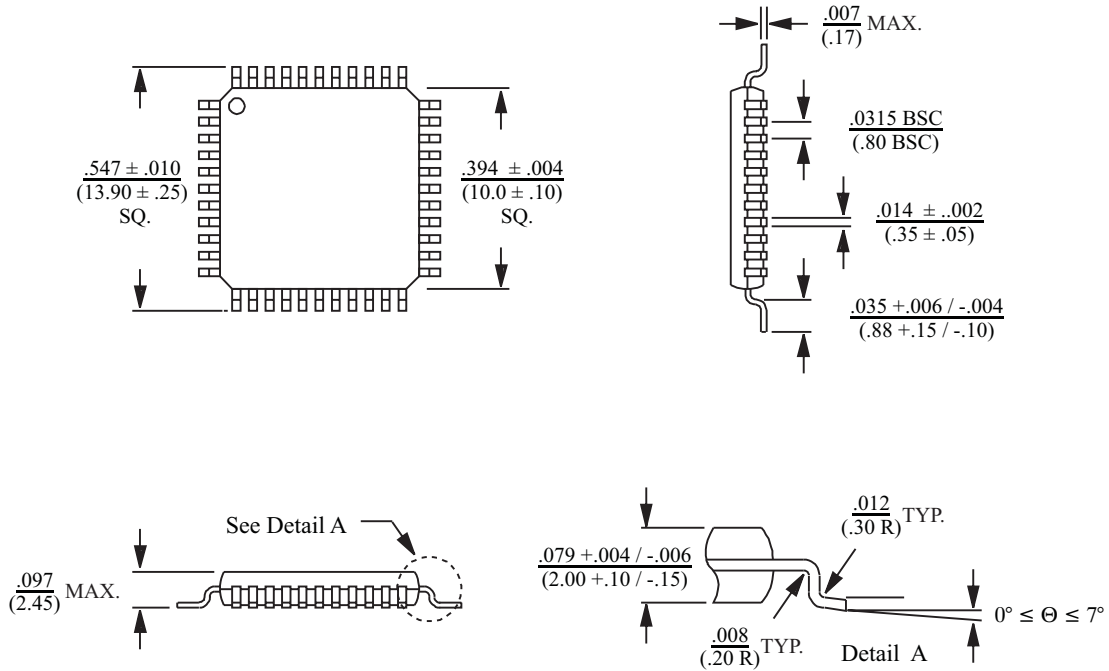 .007 MAX.
(.17)
.0315 BSC
(.80 BSC)
.547 ± .010
(13.90 ± .25)
SQ.
.394 ± .004
(10.0 ± .10)
SQ.
.014 ± ..002
(.35 ± .05)
.035 +.006 / -.004
(.88 +.15 / -.10)
See Detail A
.097 MAX.
(2.45)
.012 TYP.
(.30 R)
.079 +.004 / -.006
(2.00 +.10 / -.15)
0° ≤ Θ ≤ 7°
.008 TYP.
(.20 R)
Detail A